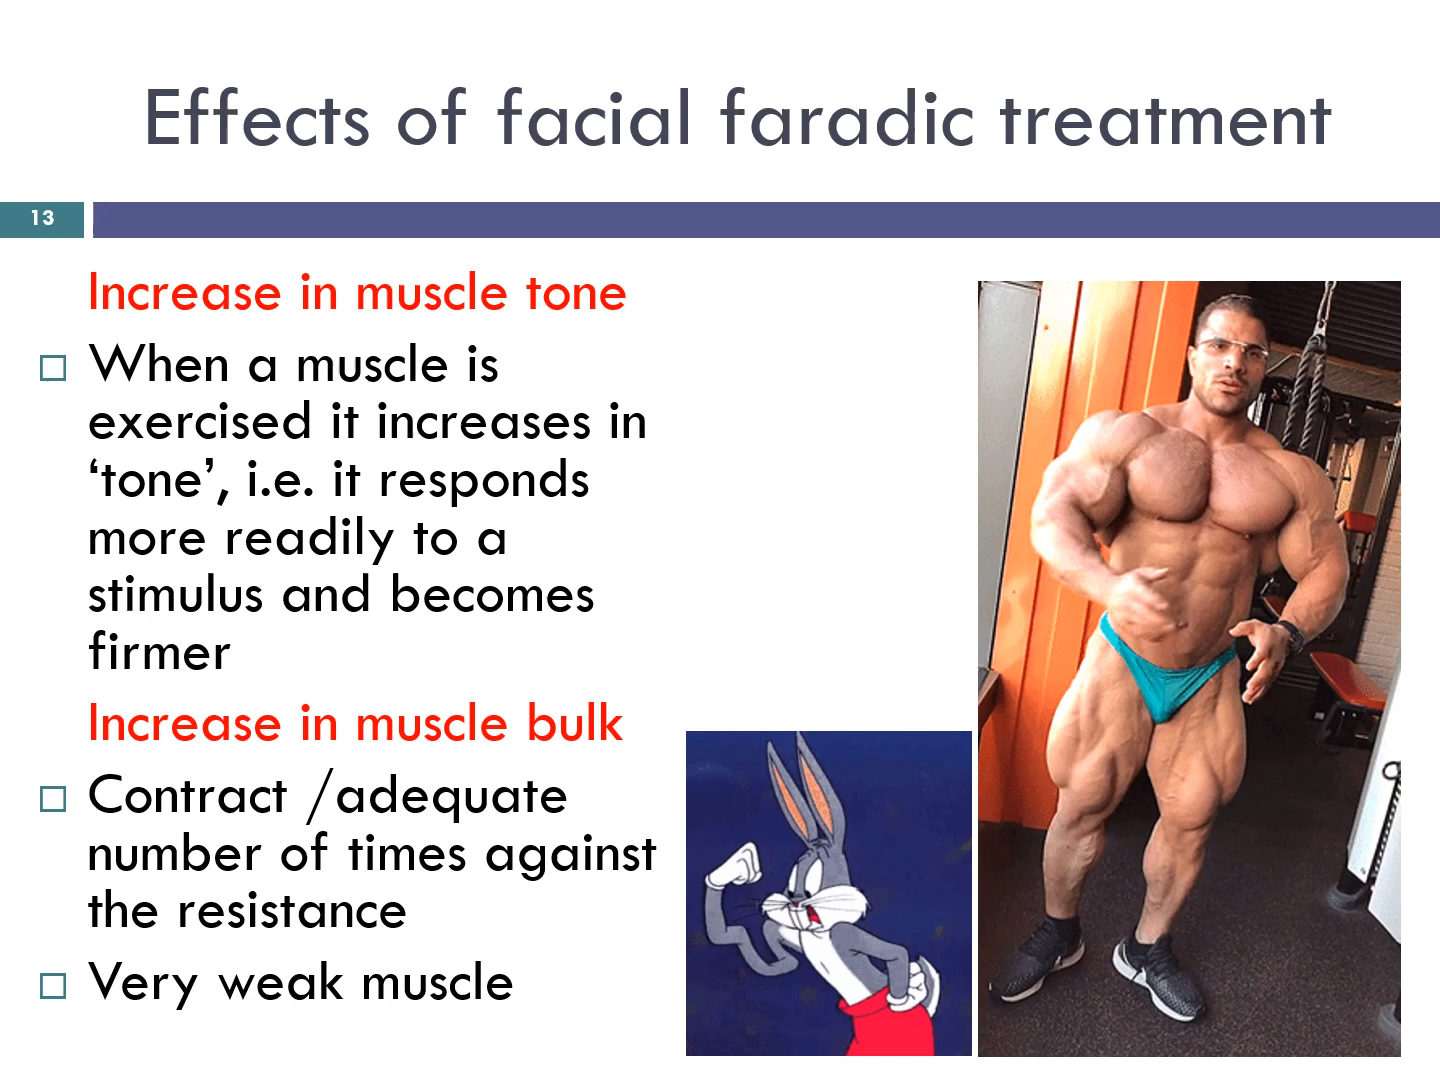 Effects of facial faradic treatment
13
Increase in muscle tone
When a muscle is
exercised it increases in
‘tone’, i.e. it responds
more readily to a
stimulus and becomes
firmer
Increase in muscle bulk
Contract /adequate
number of times against
the resistance
Very weak muscle